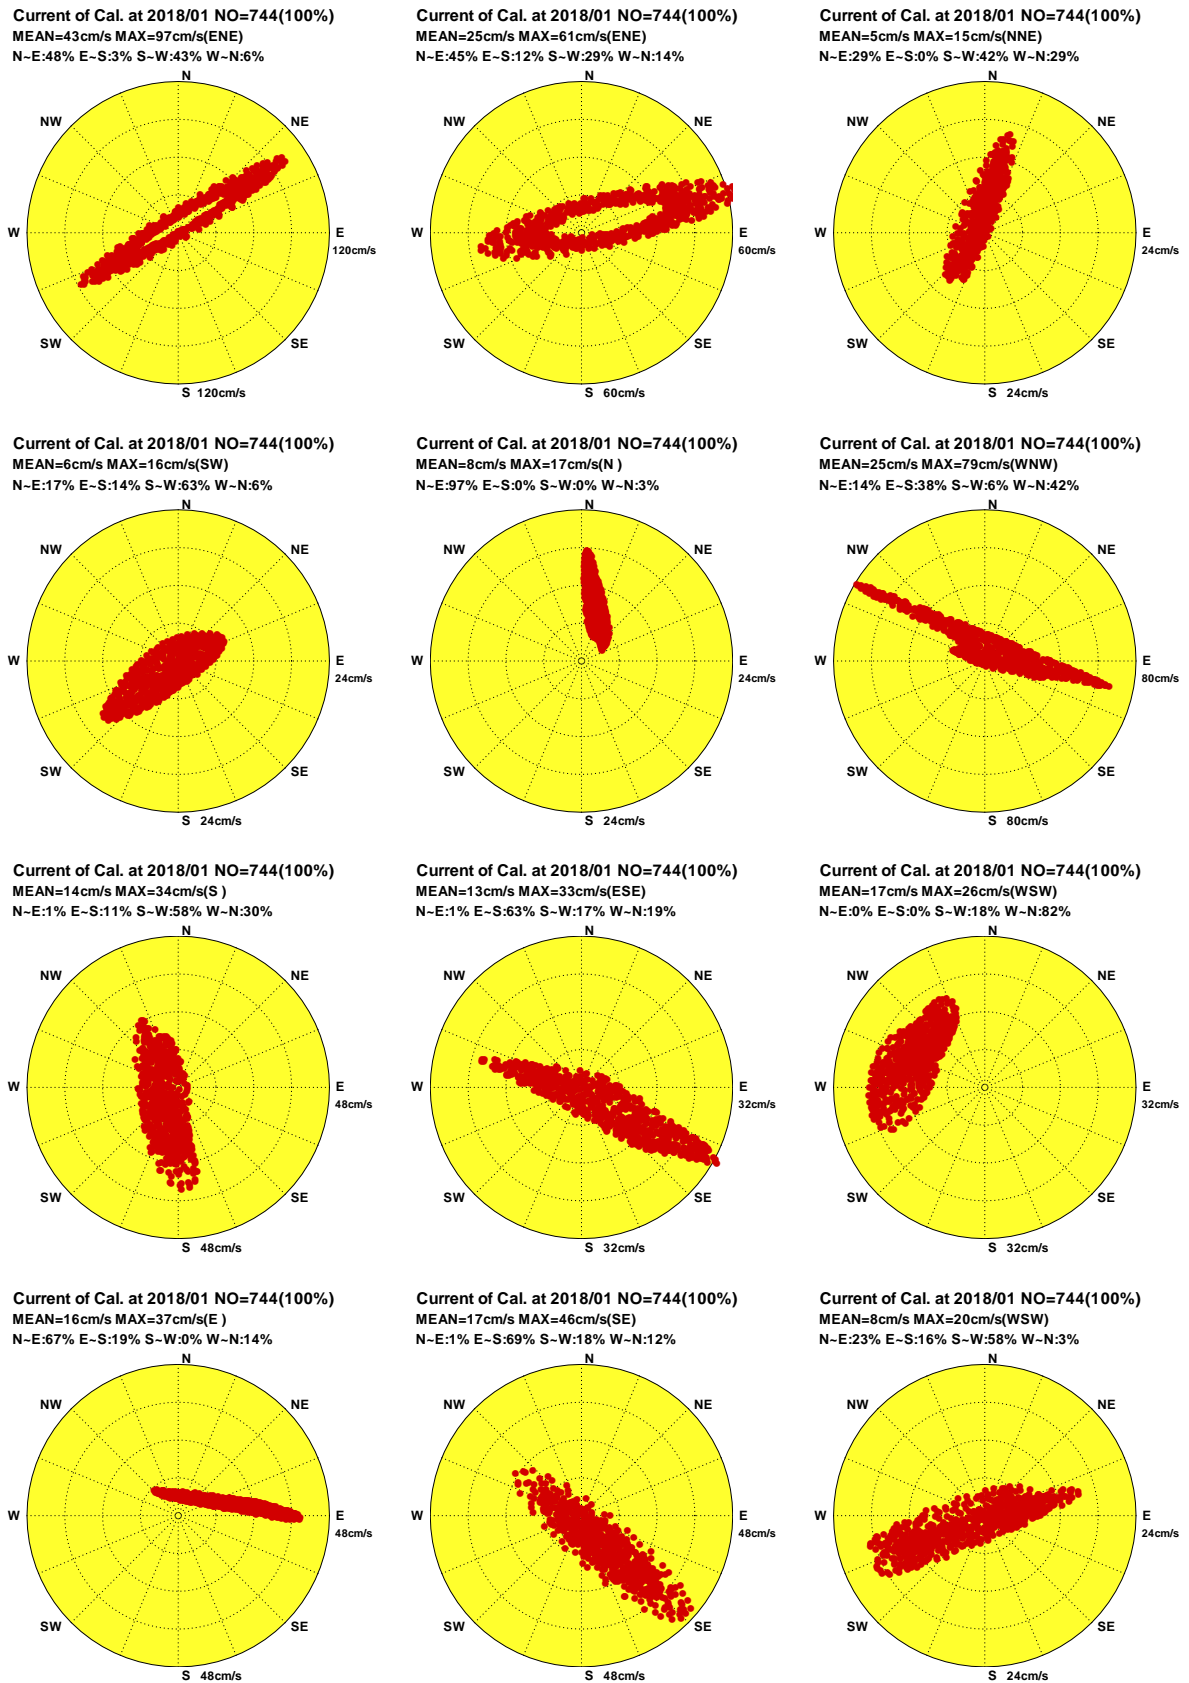 Current of Cal. at 2018/01 NO=744(100%)
MEAN=43cm/s MAX=97cm/s(ENE)
N~E:48% E~S:3% S~W:43% W~N:6%
N
NW
NE
W
E
120cm/s
SW
SE
S 120cm/s
Current of Cal. at 2018/01 NO=744(100%)
MEAN=25cm/s MAX=61cm/s(ENE)
N~E:45% E~S:12% S~W:29% W~N:14%
N
NW
NE
W
E
60cm/s
SW
SE
S 60cm/s
Current of Cal. at 2018/01 NO=744(100%)
MEAN=5cm/s MAX=15cm/s(NNE)
N~E:29% E~S:0% S~W:42% W~N:29%
N
NW
NE
W
E
24cm/s
SW
SE
S 24cm/s
Current of Cal. at 2018/01 NO=744(100%)
MEAN=6cm/s MAX=16cm/s(SW)
N~E:17% E~S:14% S~W:63% W~N:6%
N
NW
NE
W
E
24cm/s
SW
SE
S 24cm/s
Current of Cal. at 2018/01 NO=744(100%)
MEAN=8cm/s MAX=17cm/s(N )
N~E:97% E~S:0% S~W:0% W~N:3%
N
NW
NE
W
E
24cm/s
SW
SE
S 24cm/s
Current of Cal. at 2018/01 NO=744(100%)
MEAN=25cm/s MAX=79cm/s(WNW)
N~E:14% E~S:38% S~W:6% W~N:42%
N
NW
NE
W
E
80cm/s
SW
SE
S 80cm/s
Current of Cal. at 2018/01 NO=744(100%)
MEAN=14cm/s MAX=34cm/s(S )
N~E:1% E~S:11% S~W:58% W~N:30%
N
NW
NE
W
E
48cm/s
SW
SE
S 48cm/s
Current of Cal. at 2018/01 NO=744(100%)
MEAN=13cm/s MAX=33cm/s(ESE)
N~E:1% E~S:63% S~W:17% W~N:19%
N
NW
NE
W
E
32cm/s
SW
SE
S 32cm/s
Current of Cal. at 2018/01 NO=744(100%)
MEAN=17cm/s MAX=26cm/s(WSW)
N~E:0% E~S:0% S~W:18% W~N:82%
N
NW
NE
W
E
32cm/s
SW
SE
S 32cm/s
Current of Cal. at 2018/01 NO=744(100%)
MEAN=16cm/s MAX=37cm/s(E )
N~E:67% E~S:19% S~W:0% W~N:14%
N
NW
NE
W
E
48cm/s
SW
SE
S 48cm/s
Current of Cal. at 2018/01 NO=744(100%)
MEAN=17cm/s MAX=46cm/s(SE)
N~E:1% E~S:69% S~W:18% W~N:12%
N
NW
NE
W
E
48cm/s
SW
SE
S 48cm/s
Current of Cal. at 2018/01 NO=744(100%)
MEAN=8cm/s MAX=20cm/s(WSW)
N~E:23% E~S:16% S~W:58% W~N:3%
N
NW
NE
W
E
24cm/s
SW
SE
S 24cm/s